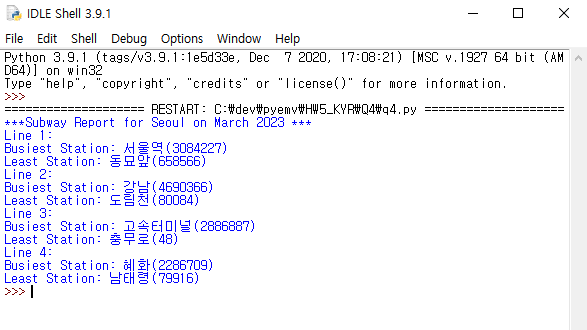 IDLE Shell 3.9.1
File Edit Shell Debug Options Window Help
Python 3.9.1 (tags/v3.9.1:1e5d33e, Dec  7 2020, 17:08:21) [MSC v.1927 64 bit (AM
D64)] on win32
Type "help", "copyright", "credits" or "license()" for more information.
>>>
=================== RESTART: C:₩dev₩pyemv₩HW5_KYR₩Q4₩q4.py ===================
***Subway Report for Seoul on March 2023 ***
Line 1:
Busiest Station: 서울역(3084227)
Least Station: 동묘앞(658566)
Line 2:
Busiest Station: 강남(4690366)
Least Station: 도림천(80084)
Line 3:
Busiest Station: 고속터미널(2886887)
Least Station: 충무로(48)
Line 4:
Busiest Station: 혜화(2286709)
Least Station: 남태령(79916)
>>>